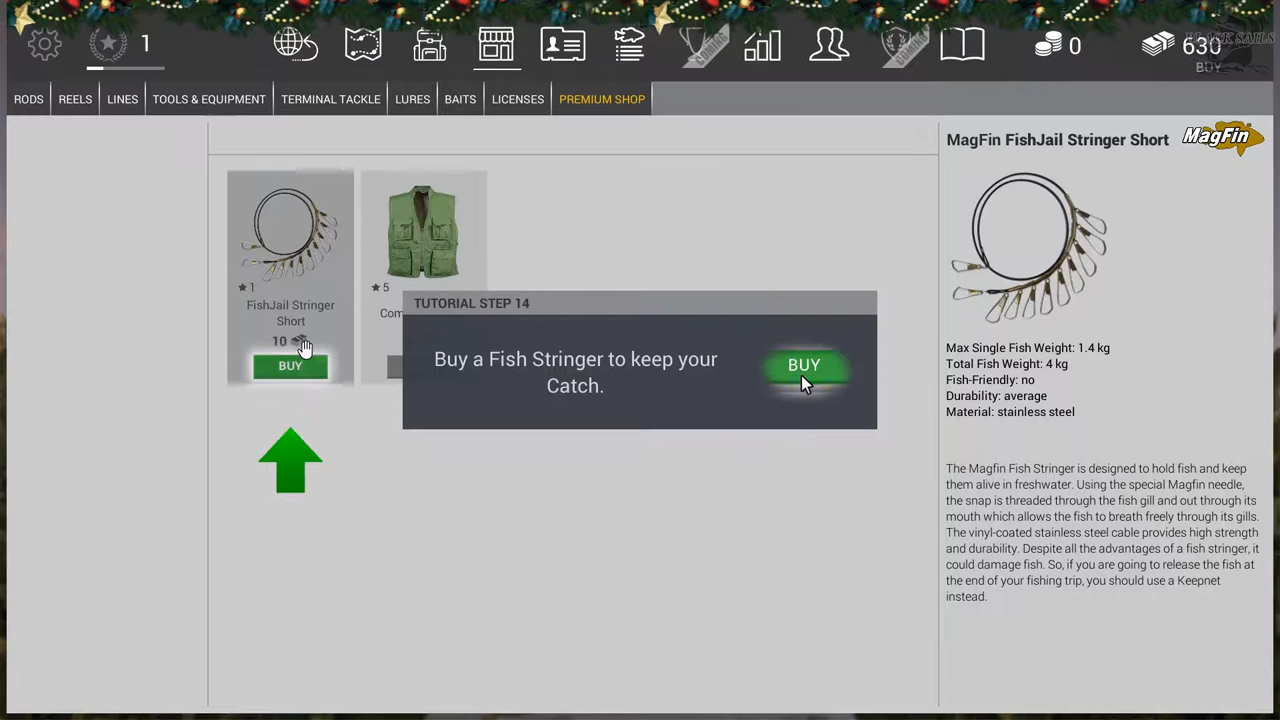 1
COMING
COMING
0
630
BLACK SAILS
BUY
RODS
REELS
LINES
TOOLS & EQUIPMENT
TERMINAL TACKLE
LURES
BAITS
LICENSES
PREMIUM SHOP
MagFin FishJail Stringer Short
MagFin
1
FishJail Stringer
Short
10
BUY
5
Com
TUTORIAL STEP 14
Buy a Fish Stringer to keep your
Catch.
BUY
Max Single Fish Weight: 1.4 kg
Total Fish Weight: 4 kg
Fish-Friendly: no
Durability: average
Material: stainless steel
The Magfin Fish Stringer is designed to hold fish and keep
them alive in freshwater. Using the special Magfin needle,
the snap is threaded through the fish gill and out through its
mouth which allows the fish to breath freely through its gills.
The vinyl-coated stainless steel cable provides high strength
and durability. Despite all the advantages of a fish stringer, it
could damage fish. So, if you are going to release the fish at
the end of your fishing trip, you should use a Keepnet
instead.